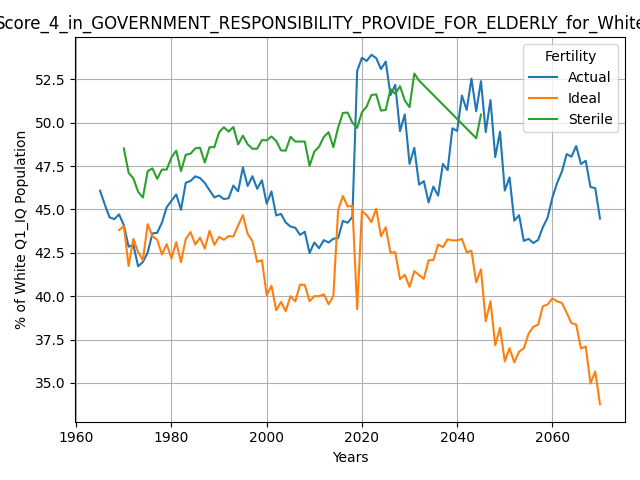 Score_4_in_GOVERNMENT_RESPONSIBILITY_PROVIDE_FOR_ELDERLY_for_White
Fertility
Actual
Ideal
Sterile
% of White Q1_IQ Population
52.5
50.0
47.5
45.0
42.5
40.0
37.5
35.0
1960 1980 2000 2020 2040 2060
Years